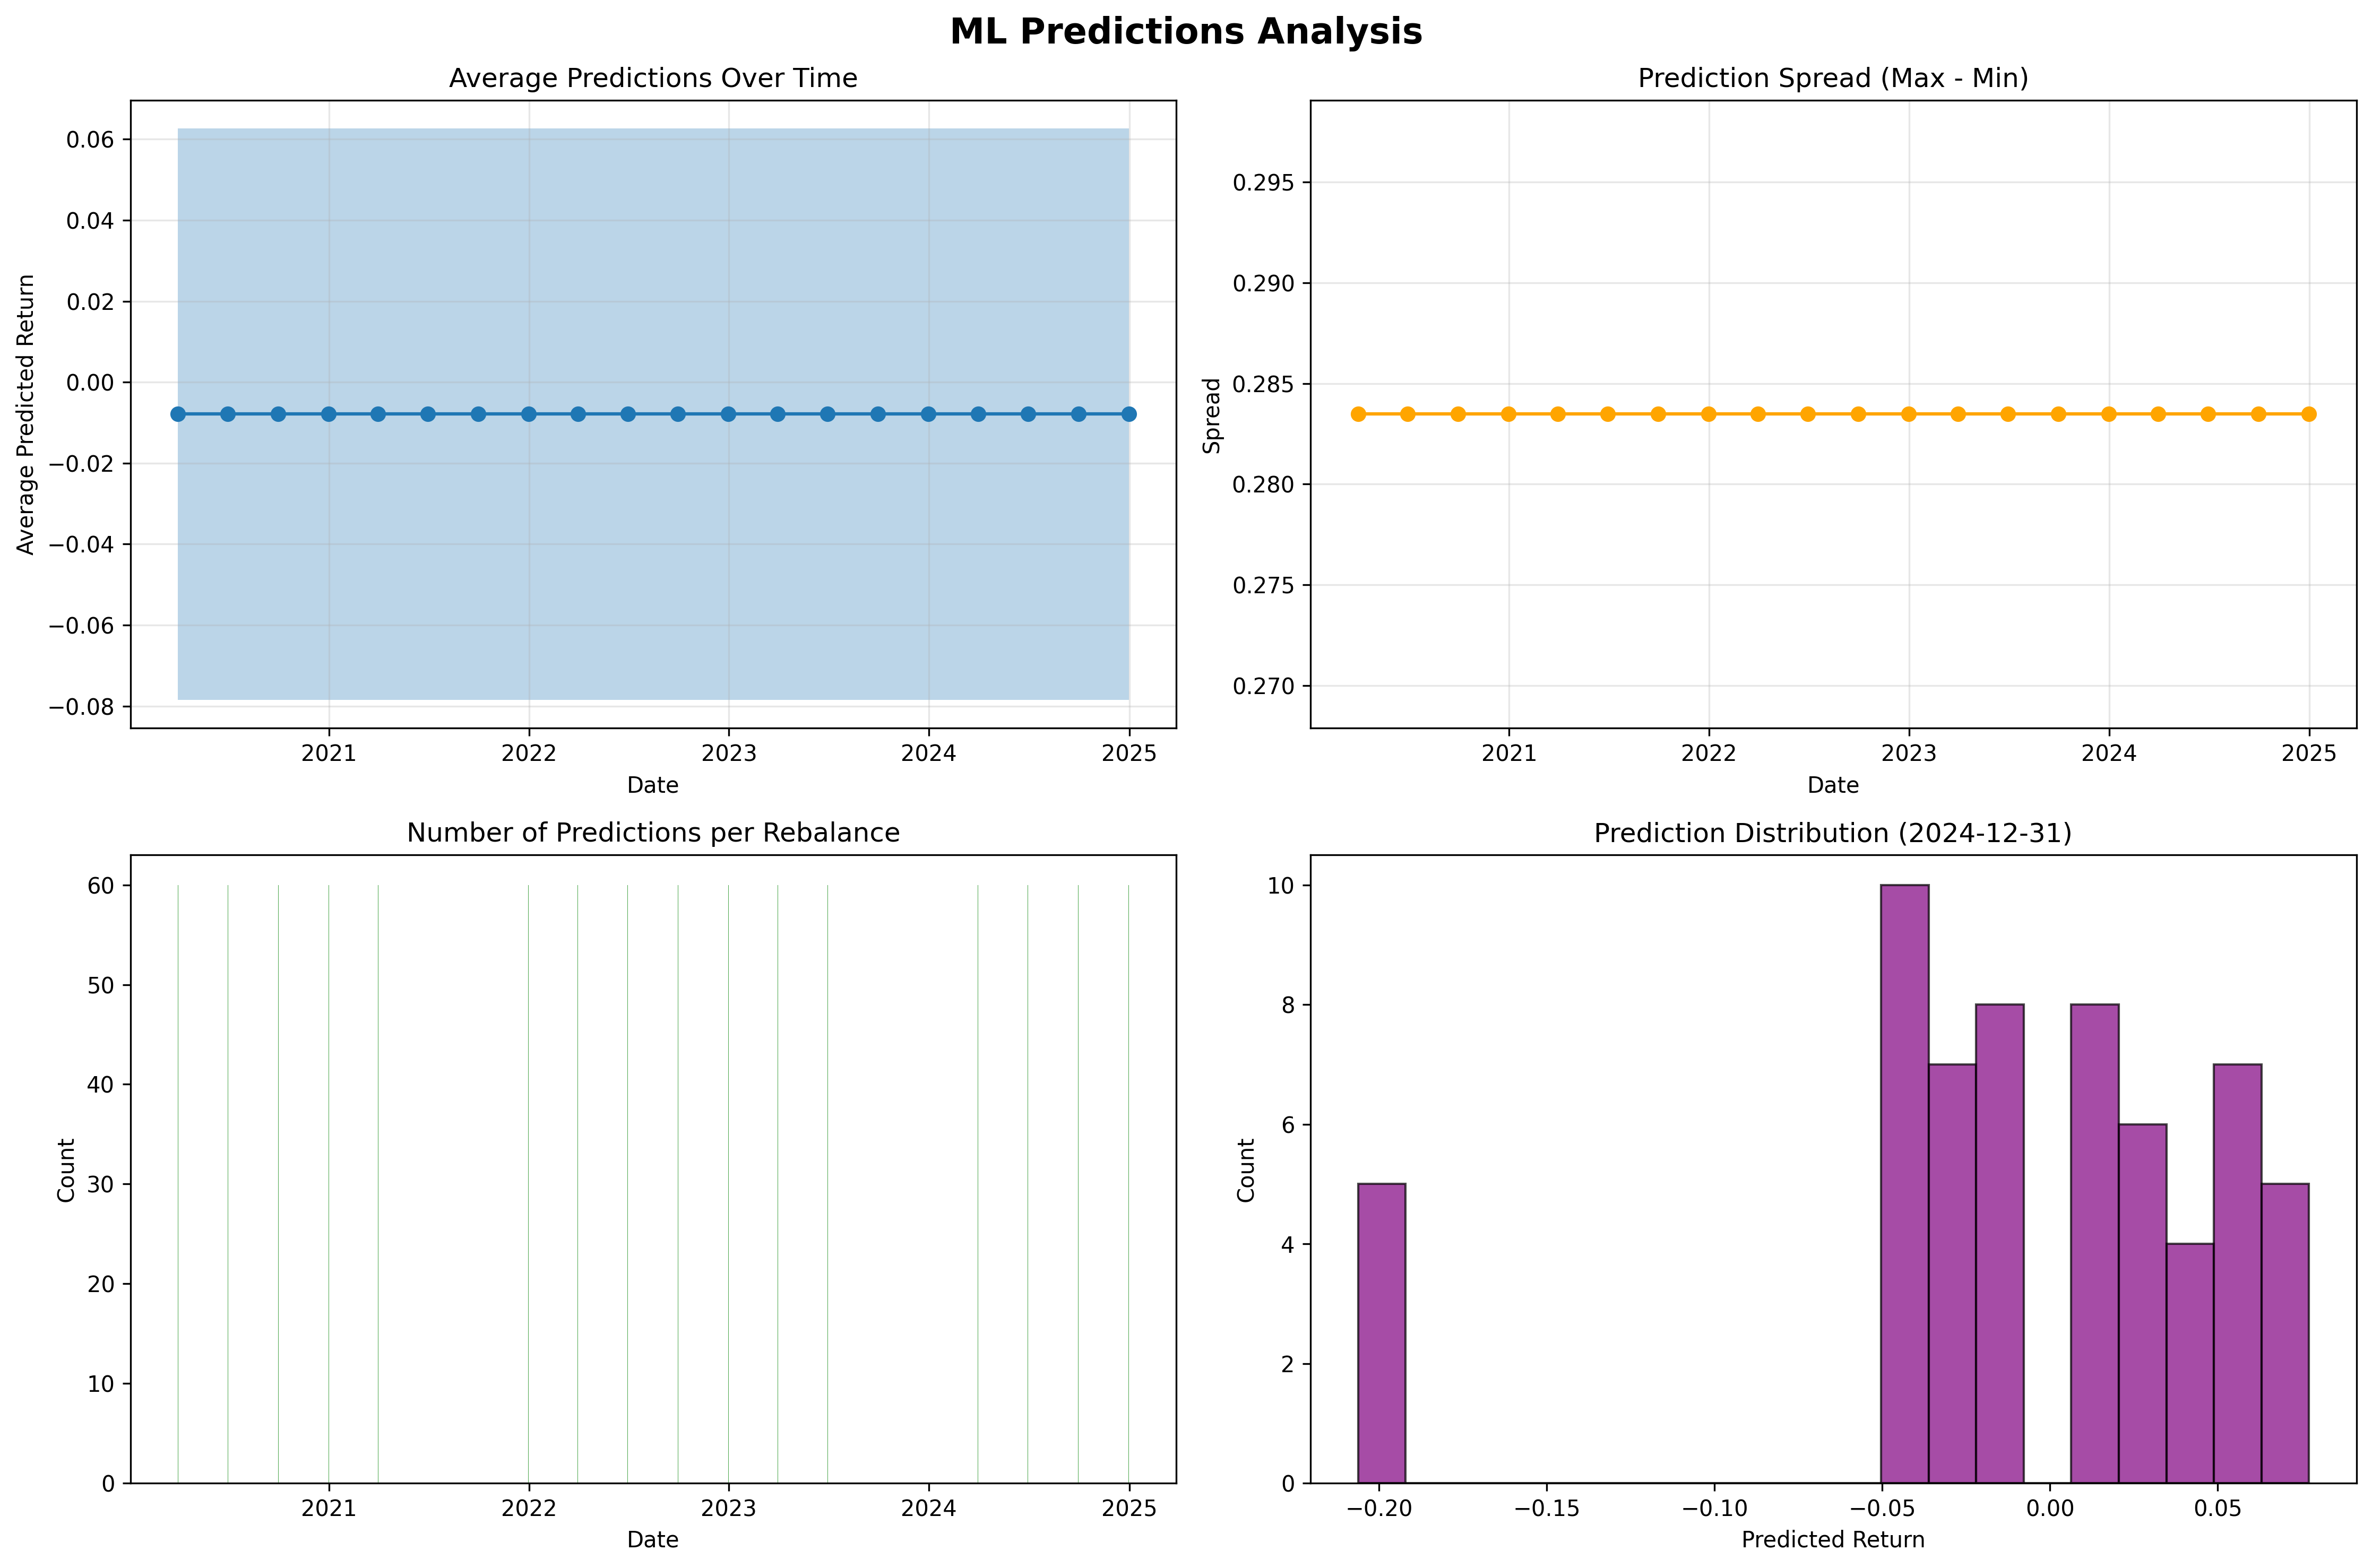 ML Predictions Analysis
Average Predictions Over Time
0.06
0.04
0.02
0.00
−0.02
−0.04
−0.06
−0.08
Average Predicted Return
2021 2022 2023 2024 2025
Date
Prediction Spread (Max - Min)
0.295
0.290
0.285
0.280
0.275
0.270
Spread
2021 2022 2023 2024 2025
Date
Number of Predictions per Rebalance
60
50
40
30
20
10
0
Count
2021 2022 2023 2024 2025
Date
Prediction Distribution (2024-12-31)
10
8
6
4
2
0
Count
−0.20 −0.15 −0.10 −0.05 0.00 0.05
Predicted Return